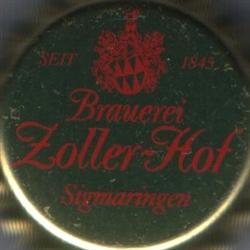 SEIT 1845
Brauerei
Zoller-Hof
Sigmaringen